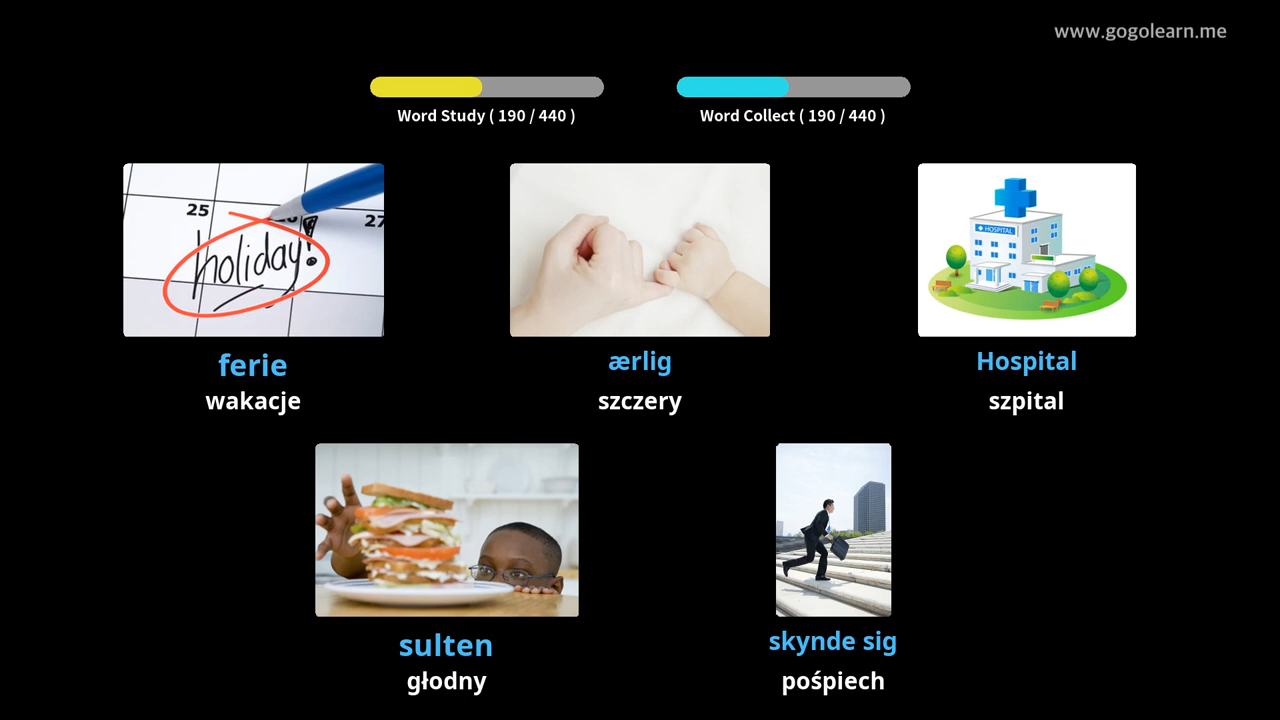 www.gogolearn.me
Word Study ( 190 / 440 )
Word Collect ( 190 / 440 )
25
27
holiday!
HOSPITAL
ferie
ærlig
Hospital
wakacje
szczery
szpital
sulten
skynde sig
głodny
pośpiech